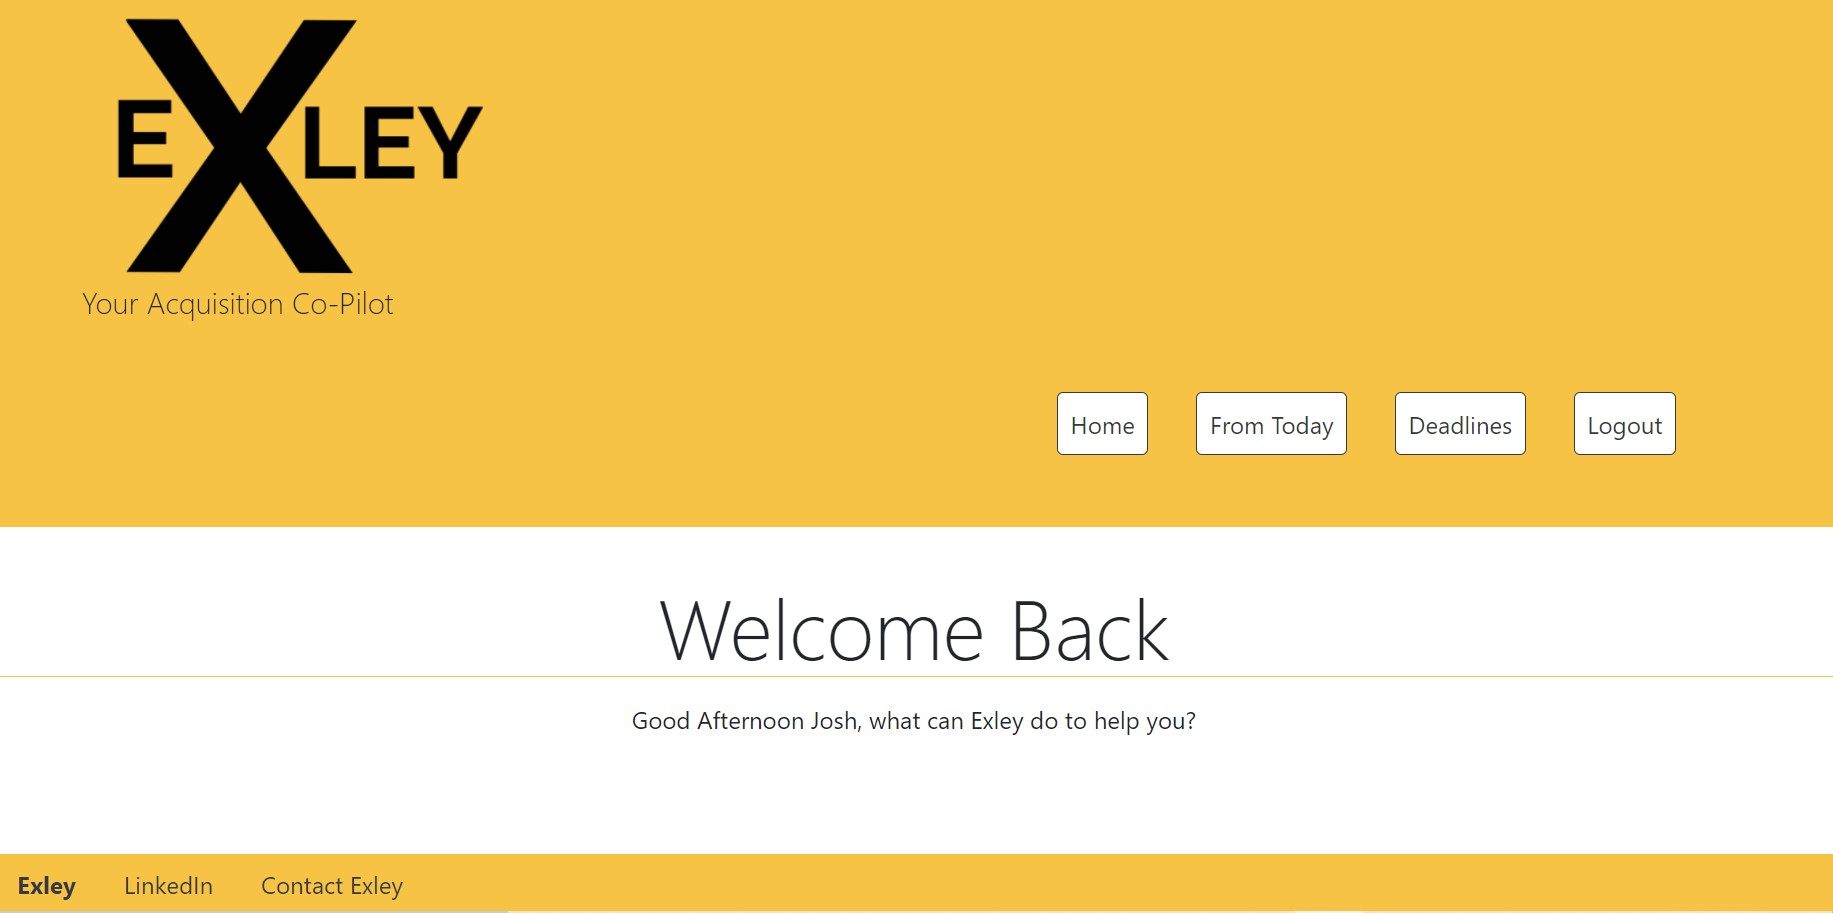 EXLEY
Your Acquisition Co-Pilot
Home From Today Deadlines Logout
Welcome Back
Good Afternoon Josh, what can Exley do to help you?
Exley LinkedIn Contact Exley